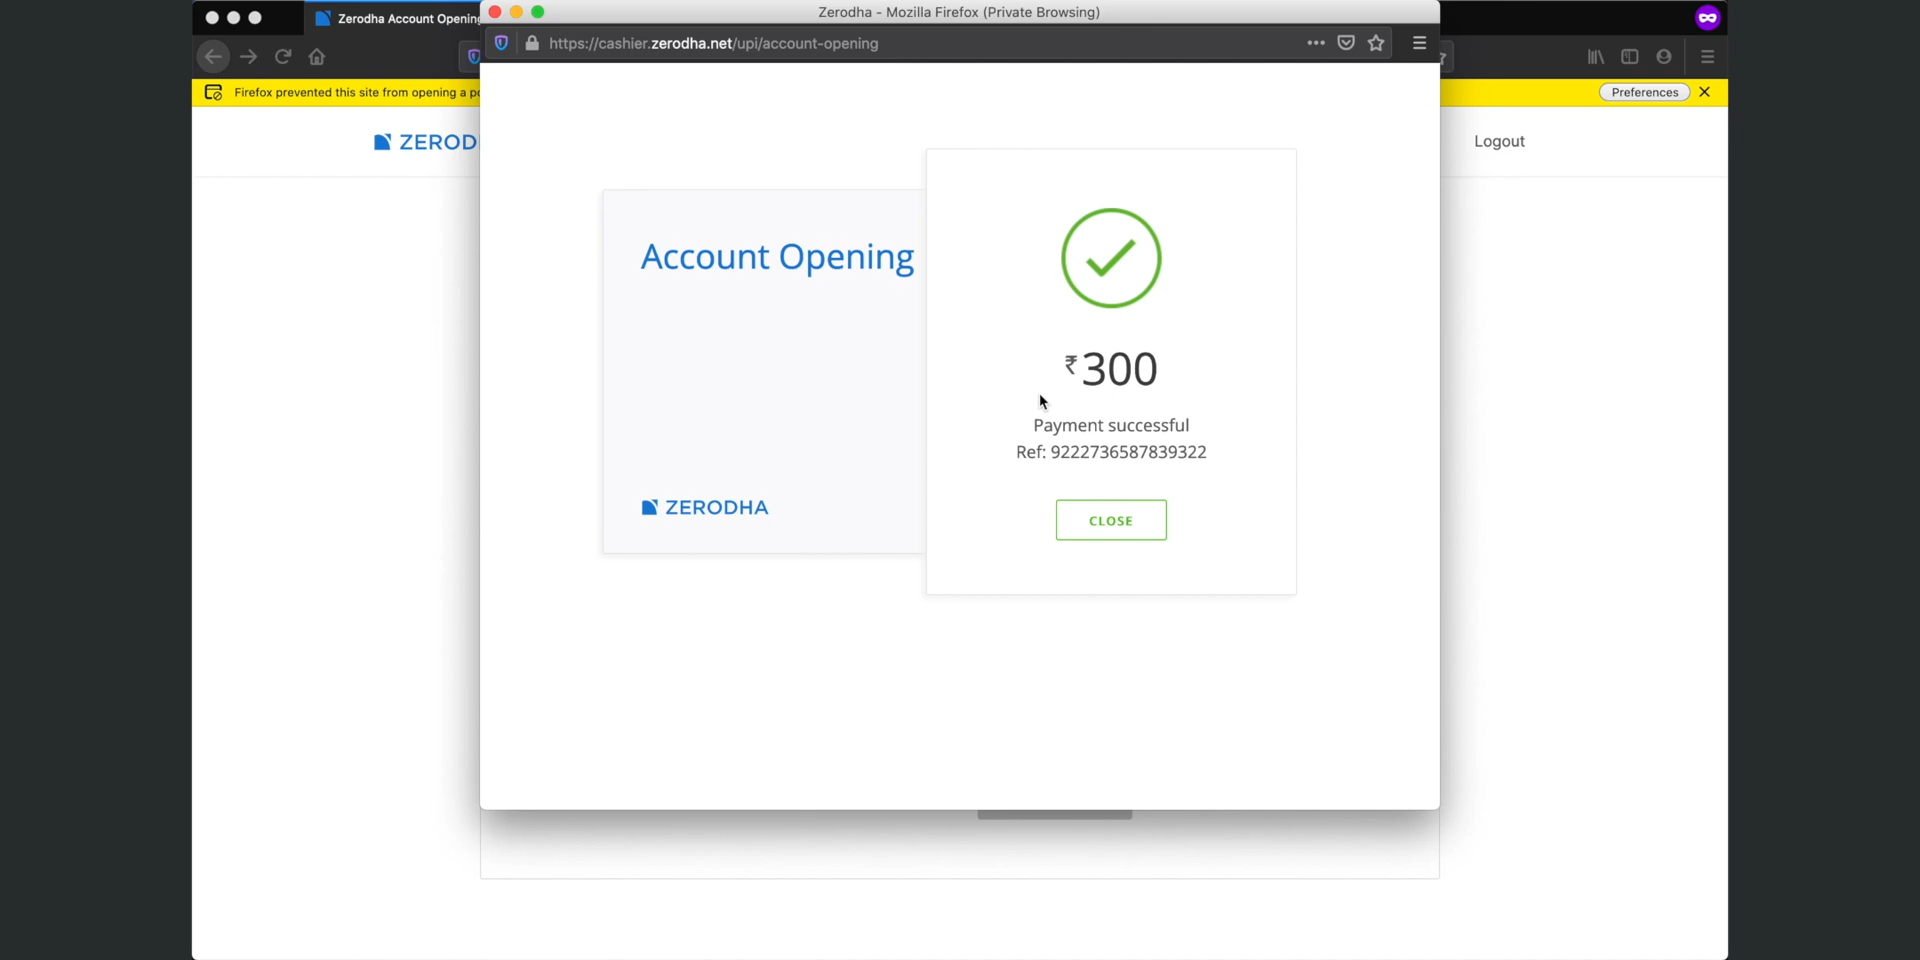 Zerodha Account Opening
Zerodha - Mozilla Firefox (Private Browsing)
https://cashier.zerodha.net/upi/account-opening
Firefox prevented this site from opening a
Preferences
ZEROD
Logout
Account Opening
ZERODHA
₹300
Payment successful
Ref: 9222736587839322
CLOSE